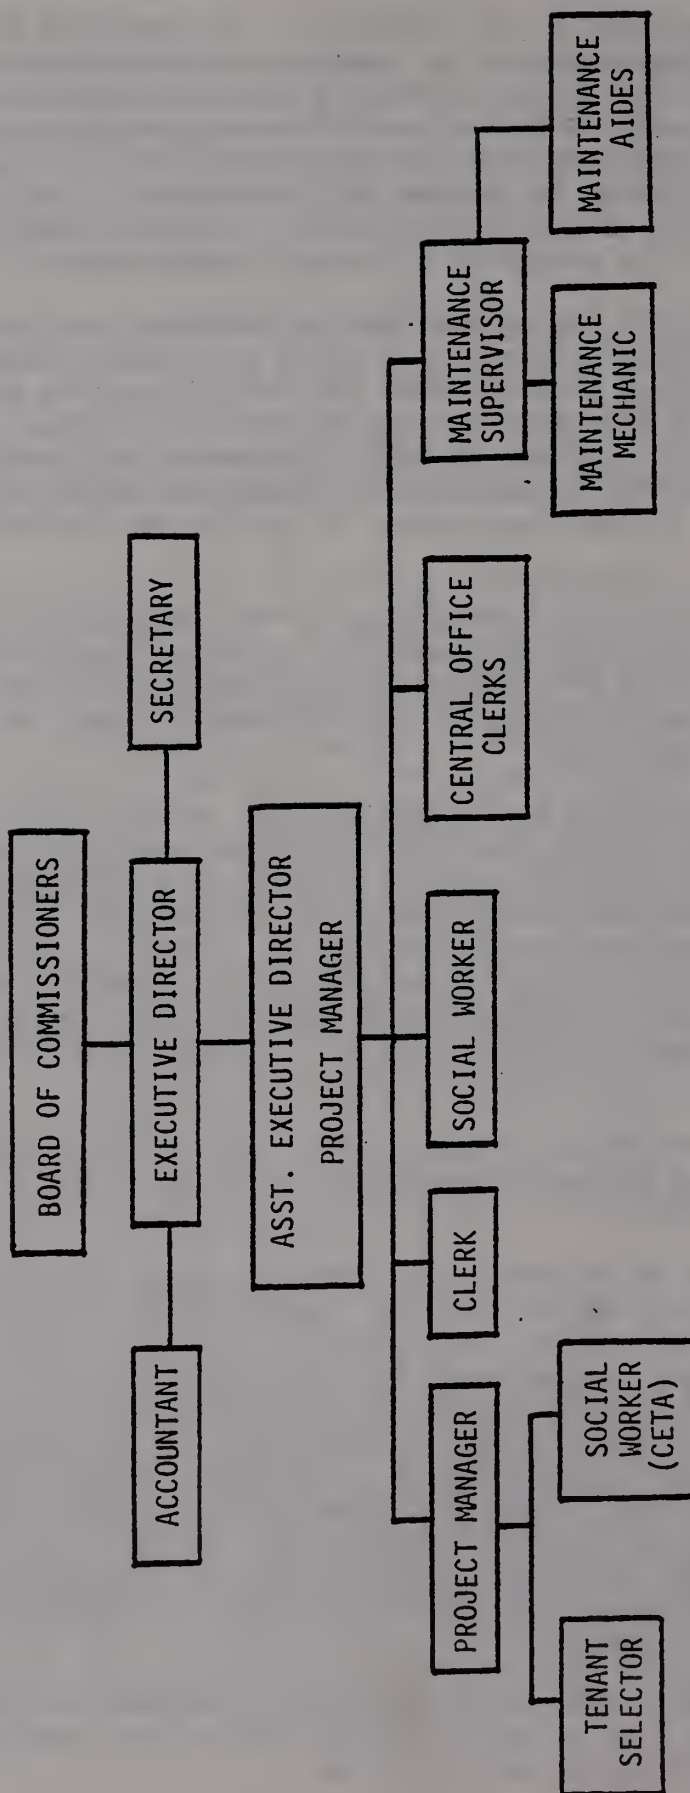 BOARD OF COMMISSIONERS
ACCOUNTANT
EXECUTIVE DIRECTOR
SECRETARY
ASST. EXECUTIVE DIRECTOR
PROJECT MANAGER
PROJECT MANAGER
CLERK
SOCIAL WORKER
CENTRAL OFFICE
CLERKS
MAINTENANCE
SUPERVISOR
TENANT
SELECTOR
SOCIAL
WORKER
(CETA)
MAINTENANCE
MECHANIC
MAINTENANCE
AIDES